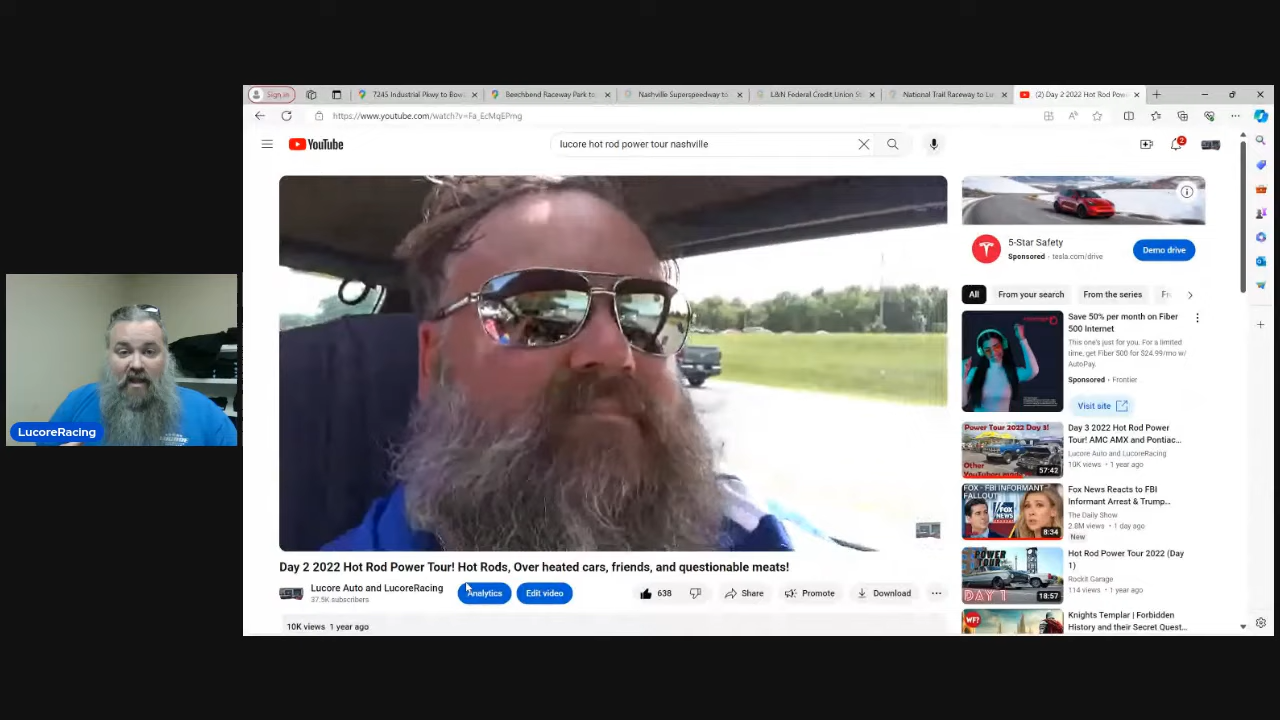 Sign in
7245 Industrial Pkwy to Bow
Beechbend Raceway Park to
Nashville Superspeedway to
L&N Federal Credit Union St
National Trail Raceway to Lu
(2) Day 2 2022 Hot Rod Pow
https://www.youtube.com/watch?v=Fa_EcMqEPmg
YouTube
lucore hot rod power tour nashville
2
5-Star Safety
Sponsored · tesla.com/drive
Demo drive
All
From your search
From the series
Fr
Save 50% per month on Fiber
500 Internet
This one's just for you. For a limited
time, get Fiber 500 for $24.99/mo w/
AutoPay.
Sponsored · Frontier
Visit site
Power Tour 2022 Day 3!
Other
57:42
Day 3 2022 Hot Rod Power
Tour! AMC AMX and Pontiac...
Lucore Auto and LucoreRacing
10K views · 1 year ago
FOX - FBI INFORMANT
FALLOUT
FOX
NEWS
8:34
Fox News Reacts to FBI
Informant Arrest & Trump...
The Daily Show
2.8M views · 1 day ago
New
POWER
TOUR
DAY 1
18:57
Hot Rod Power Tour 2022 (Day
1)
Rockit Garage
114 views · 1 year ago
WF?
Knights Templar | Forbidden
History and their Secret Quest...
LucoreRacing
Day 2 2022 Hot Rod Power Tour! Hot Rods, Over heated cars, friends, and questionable meats!
Lucore Auto and LucoreRacing
37.5K subscribers
Analytics
Edit video
638
Share
Promote
Download
10K views 1 year ago